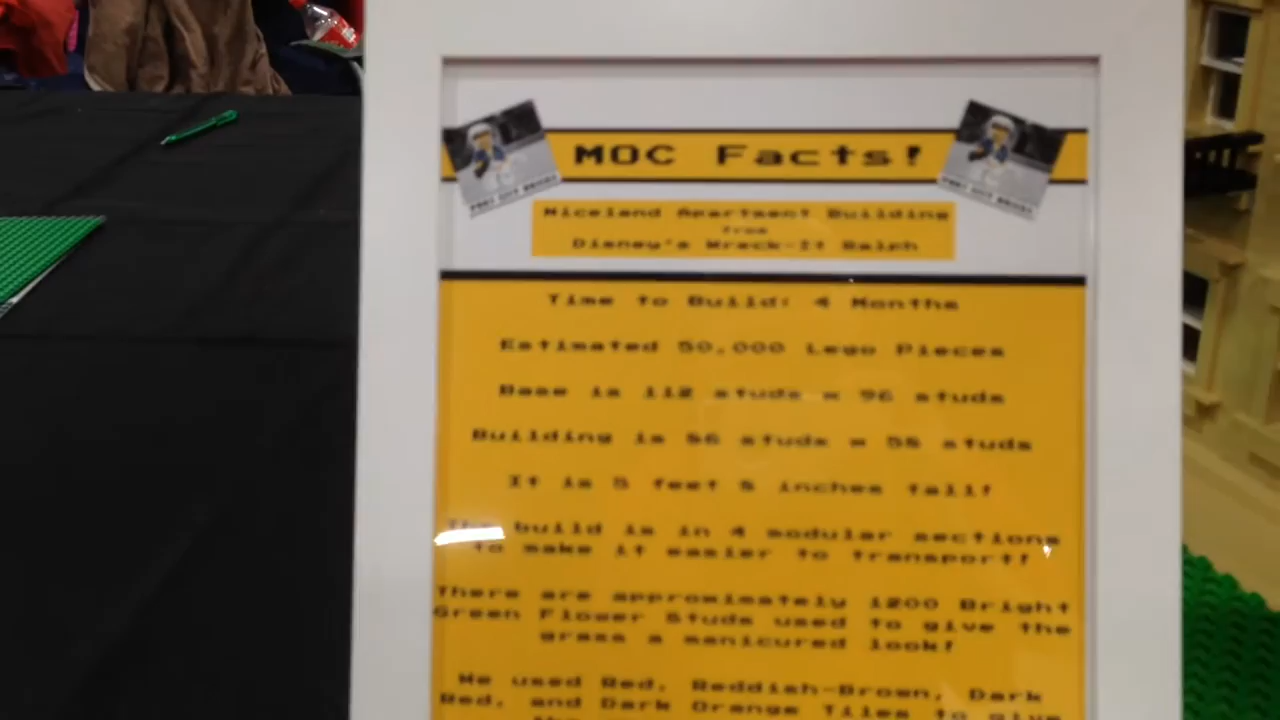 MOC Facts!
Niceland Apartment Building
from
Disney's Wreck-It Ralph
Time to Build: 4 Months
Estimated 50,000 Lego Pieces
Base is 112 studs x 96 studs
Building is studs x studs
It is 5 feet inches tall!
The build is in 4 modular sections
to make it easier to transport!
There are approximately 1200 Bright
Green Flower Studs used to give the
grass a manicured look!
We used Red, Reddish-Brown, Dark
Red, and Dark Orange Tiles to give
the